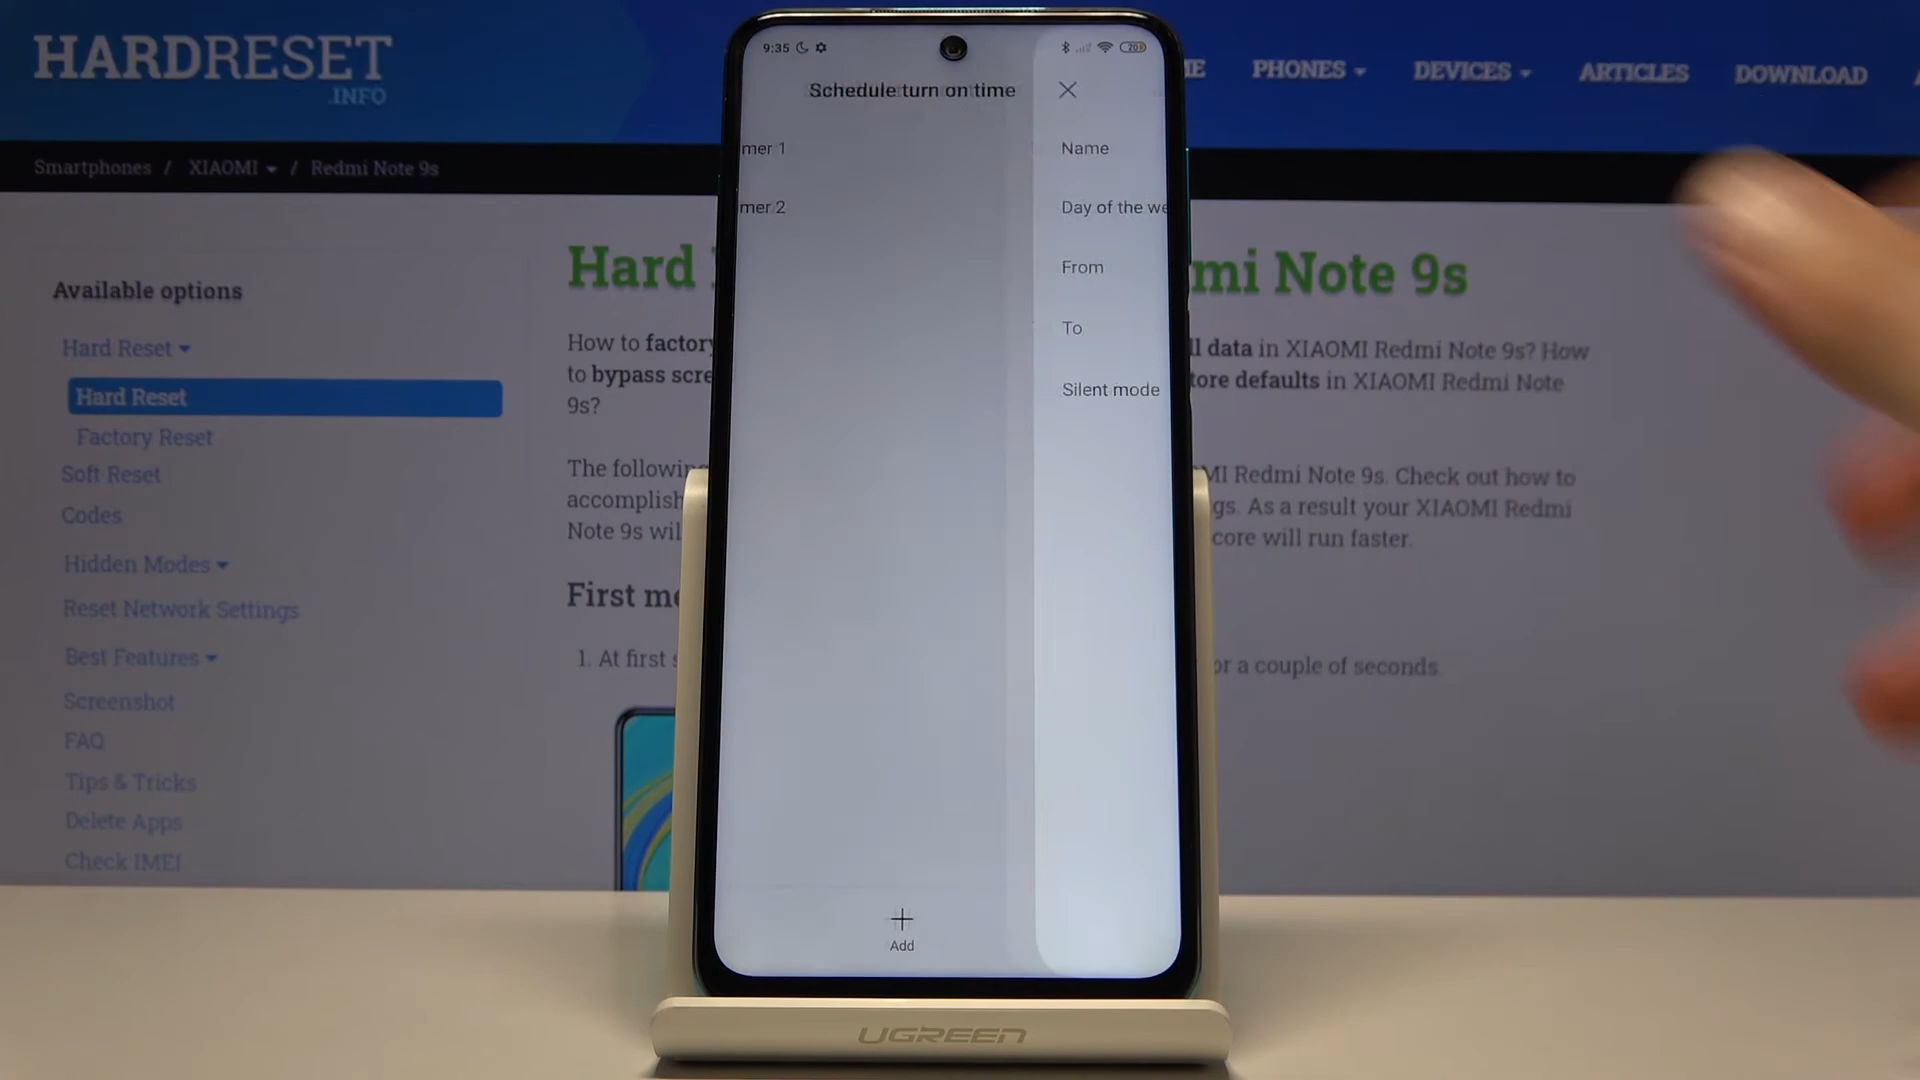 HARDRESET
.INFO
PHONES
DEVICES
ARTICLES
DOWNLOAD
Smartphones / XIAOMI / Redmi Note 9s
Available options
Hard Reset
Hard Reset
Factory Reset
Soft Reset
Codes
Hidden Modes
Reset Network Settings
Best Features
Screenshot
FAQ
Tips & Tricks
Delete Apps
Check IMEI
Hard
mi Note 9s
How to factory
ll data in XIAOMI Redmi Note 9s? How
to bypass scre
tore defaults in XIAOMI Redmi Note
9s?
The following
MI Redmi Note 9s. Check out how to
accomplish
gs. As a result your XIAOMI Redmi
Note 9s wil
core will run faster.
First me
1. At first s
or a couple of seconds.
9:35
20
Schedule turn on time
mer 1
mer 2
Name
Day of the we
From
To
Silent mode
Add
UGREEN